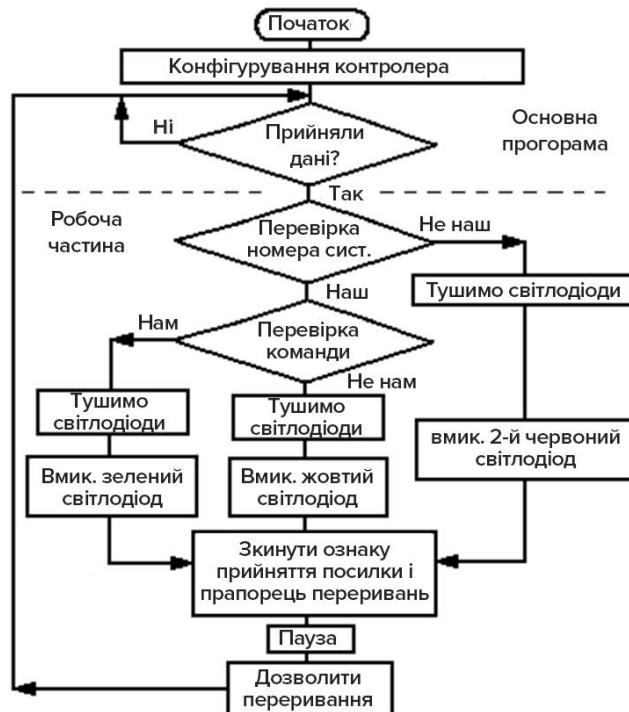 Початок
Конфігурування контролера
Ні
Прийняли
дані?
Основна
прогорама
Так
Робоча
частина
Перевірка
номера сист.
Не наш
Наш
Тушимо світлодіоди
Нам
Перевірка
команди
Не нам
Тушимо
світлодіоди
Тушимо
світлодіоди
вмик. 2-й червоний
світлодіод
Вмик. зелений
світлодіод
Вмик. жовтий
світлодіод
Зкинути ознаку
прийняття посилки і
прапорець переривань
Пауза
Дозволити
переривання